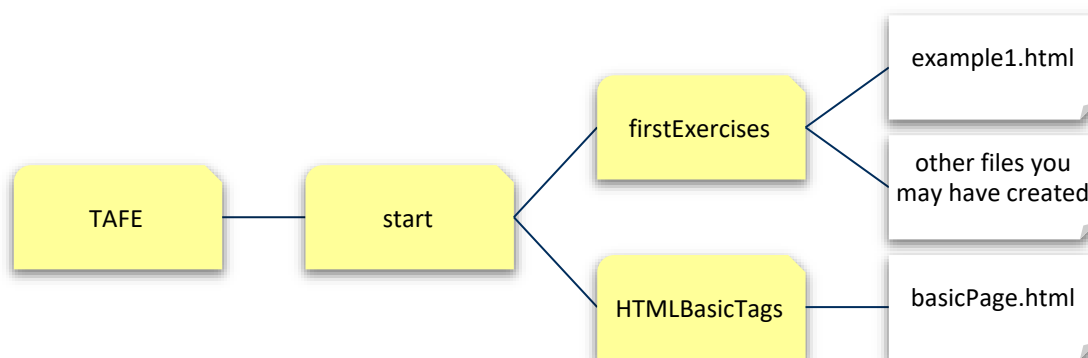 TAFE
start
firstExercises
HTMLBasicTags
example1.html
other files you
may have created
basicPage.html